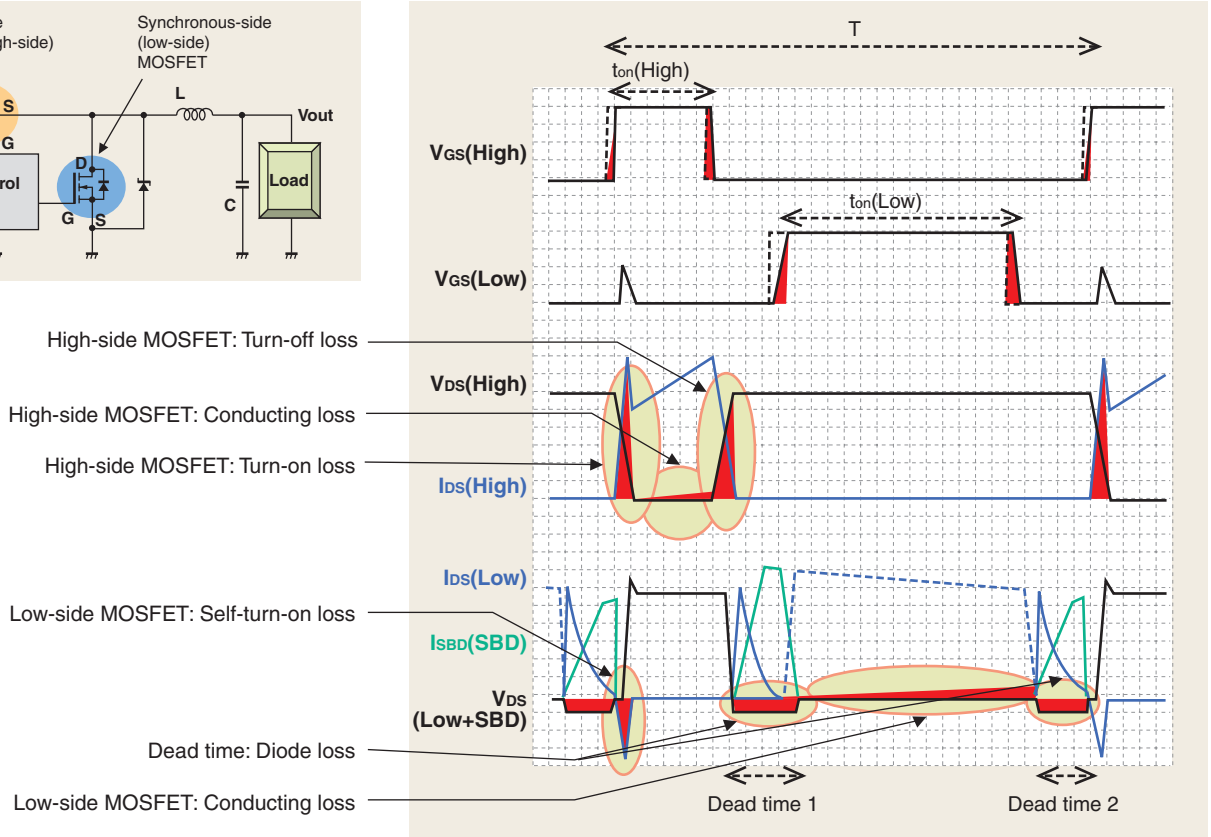 Synchronous-side
(low-side)
MOSFET
S
G
L
Vout
D
G
S
C
Load
T
ton(High)
VGS(High)
ton(Low)
VGS(Low)
High-side MOSFET: Turn-off loss
VDS(High)
High-side MOSFET: Conducting loss
High-side MOSFET: Turn-on loss
IDS(High)
IDS(Low)
Low-side MOSFET: Self-turn-on loss
ISBD(SBD)
VDS
(Low+SBD)
Dead time: Diode loss
Low-side MOSFET: Conducting loss
Dead time 1
Dead time 2